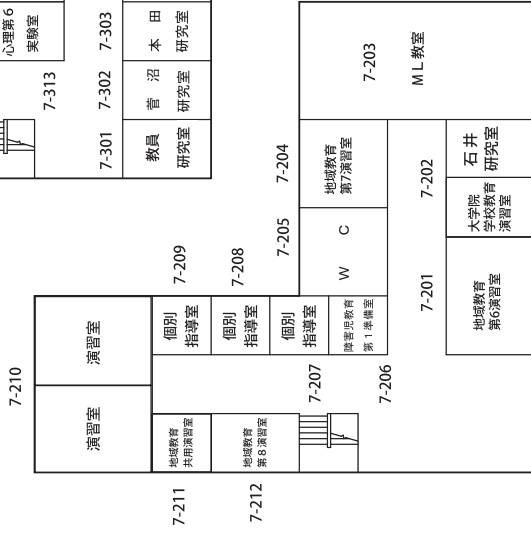 心理第6
実験室
7-313
7-303
本 田
研究室
7-302
菅 沼
研究室
7-301
教員
研究室
7-203
ML教室
7-204
地域教育
第7演習室
7-202
石井
研究室
大学院
学校教育
演習室
7-205
W C
7-201
地域教育
第6演習室
7-209
個別
指導室
7-208
個別
指導室
個別
指導室
7-207
障害児教育
第1準備室
7-206
7-210
演習室
演習室
地域教育
共用演習室
7-211
地域教育
第8演習室
7-212